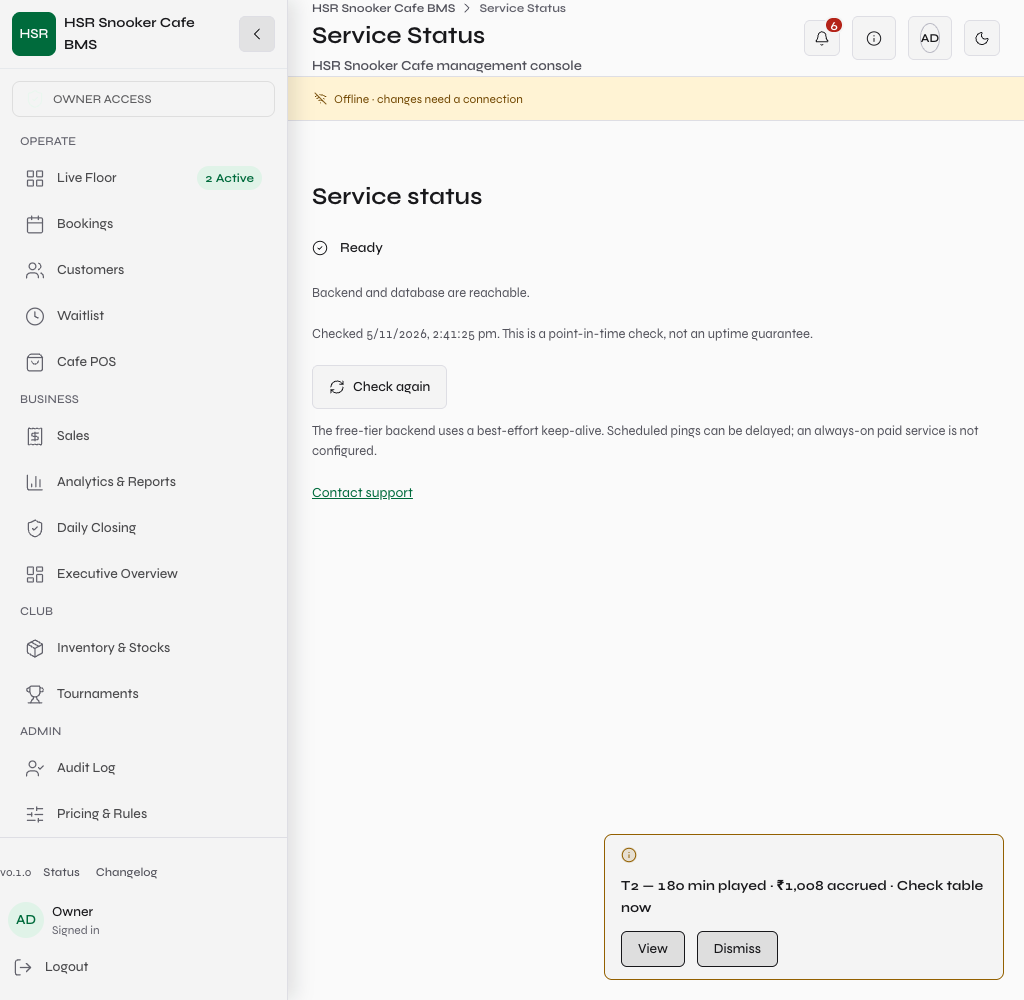 HSR
HSR Snooker Cafe
BMS
OWNER ACCESS
OPERATE
Live Floor
2 Active
Bookings
Customers
Waitlist
Cafe POS
BUSINESS
Sales
Analytics & Reports
Daily Closing
Executive Overview
CLUB
Inventory & Stocks
Tournaments
ADMIN
Audit Log
Pricing & Rules
v0.1.0 Status Changelog
AD
Owner
Signed in
Logout
HSR Snooker Cafe BMS > Service Status
Service Status
HSR Snooker Cafe management console
6
AD
Offline · changes need a connection
Service status
Ready
Backend and database are reachable.
Checked 5/11/2026, 2:41:25 pm. This is a point-in-time check, not an uptime guarantee.
Check again
The free-tier backend uses a best-effort keep-alive. Scheduled pings can be delayed; an always-on paid service is not
configured.
Contact support
T2 — 180 min played · ₹1,008 accrued · Check table
now
View
Dismiss